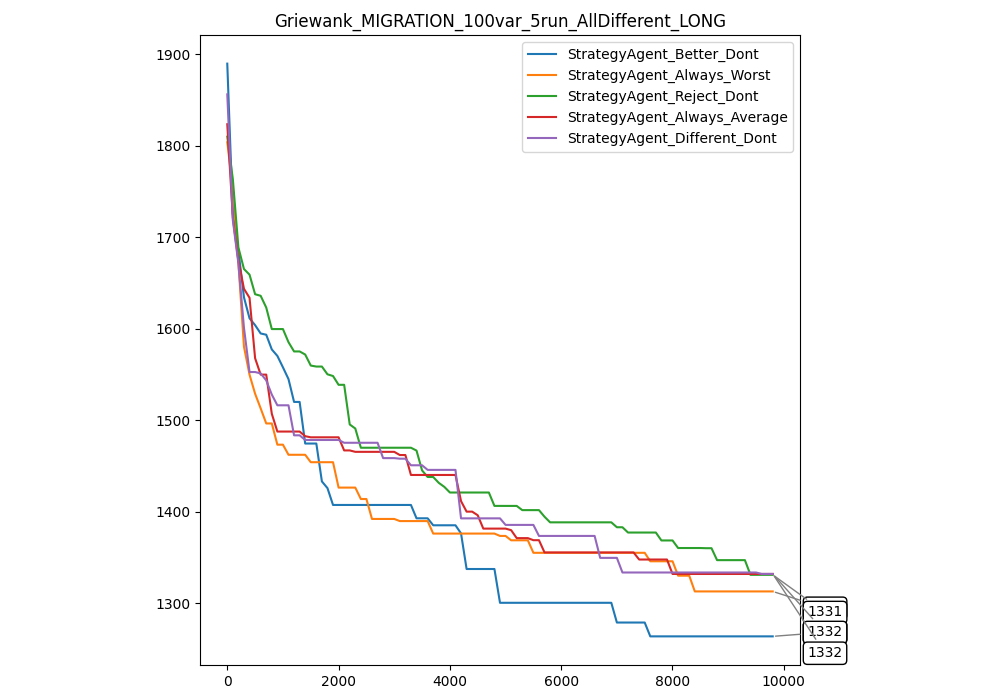 Griewank_MIGRATION_100var_5run_AllDifferent_LONG
StrategyAgent_Better_Dont
StrategyAgent_Always_Worst
StrategyAgent_Reject_Dont
StrategyAgent_Always_Average
StrategyAgent_Different_Dont
1900
1800
1700
1600
1500
1400
1300
1331
1332
1332
0
2000
4000
6000
8000
10000